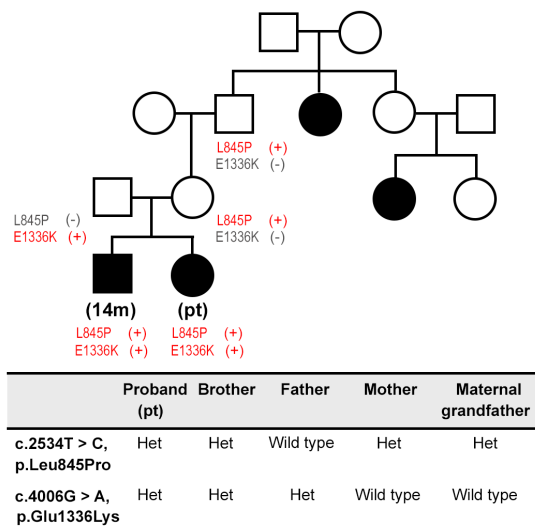 L845P (+)
E1336K (-)
L845P (-)
E1336K (+)
L845P (+)
E1336K (-)
(14m) (pt)
L845P (+) L845P (+)
E1336K (+) E1336K (+)
Proband Brother Father Mother Maternal
(pt) grandfather
c.2534T > C, Het Het Wild type Het Het
p.Leu845Pro
c.4006G > A, Het Het Het Wild type Wild type
p.Glu1336Lys